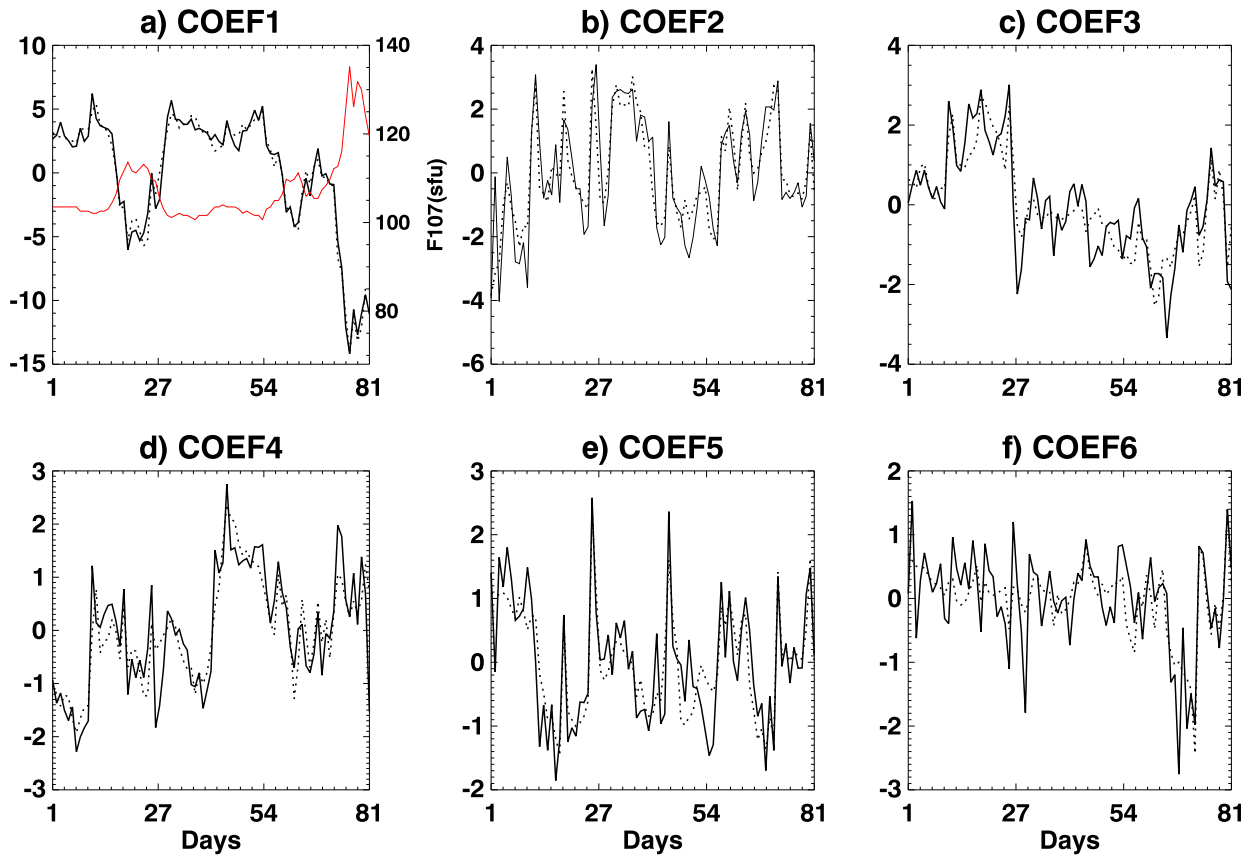 a) COEF1
b) COEF2
c) COEF3
10
5
0
-5
-10
-15
140
120
100
80
F107(sfu)
1 27 54 81
4
2
0
-2
-4
-6
1 27 54 81
4
2
0
-2
-4
1 27 54 81
d) COEF4
e) COEF5
f) COEF6
3
2
1
0
-1
-2
-3
1 27 54 81
Days
3
2
1
0
-1
-2
1 27 54 81
Days
2
1
0
-1
-2
-3
1 27 54 81
Days